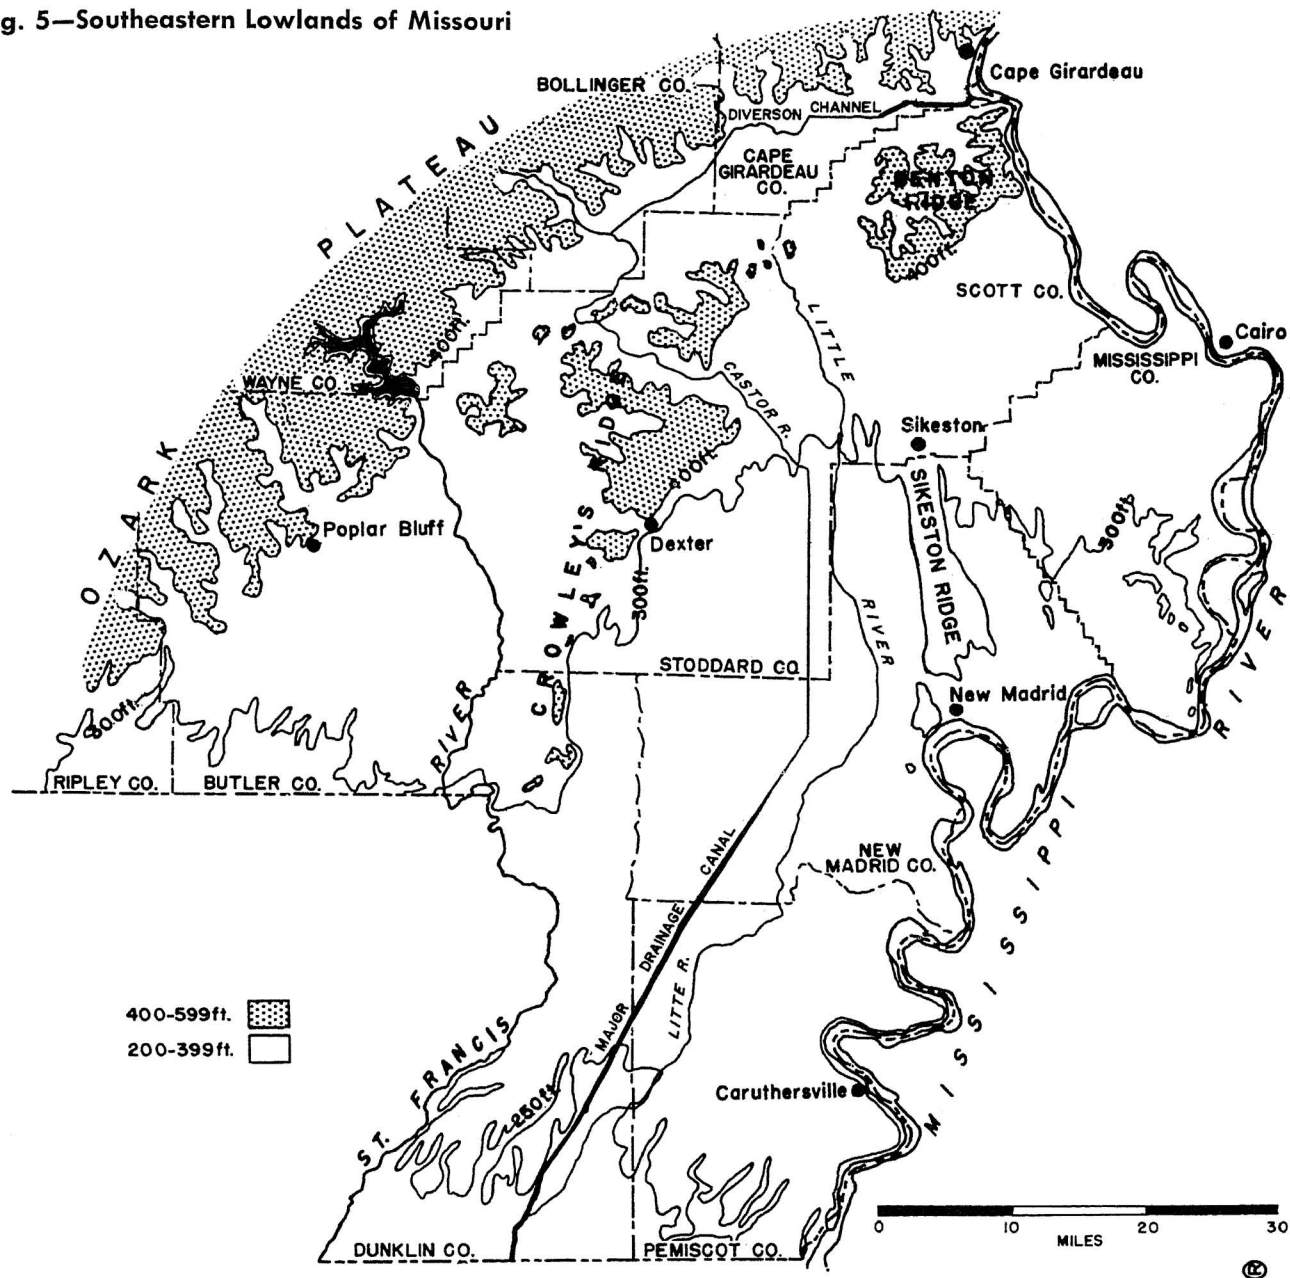 g. 5—Southeastern Lowlands of Missouri
Cape Girardeau
BOLLINGER CO.
DIVERSON CHANNEL
OZARK PLATEAU
CAPE
GIRARDEAU
CO.
BENTON
RIDGE
400ft.
SCOTT CO.
LITTLE
RIVER
Cairo
MISSISSIPPI
CO.
400ft.
WAYNE CO.
CASTOR R.
Sikeston
CROWLEY'S RIDGE
400ft.
SIKESTON RIDGE
300ft.
Poplar Bluff
Dexter
300ft.
STODDARD CO.
New Madrid
300ft.
RIPLEY CO.
BUTLER CO.
ST. FRANCIS RIVER
MISSISSIPPI RIVER
NEW
MADRID CO.
MAJOR DRAINAGE CANAL
LITTE R.
400-599ft.
200-399ft.
250ft.
Caruthersville
DUNKLIN CO.
PEMISCOT CO.
0 10 20 30
MILES
R